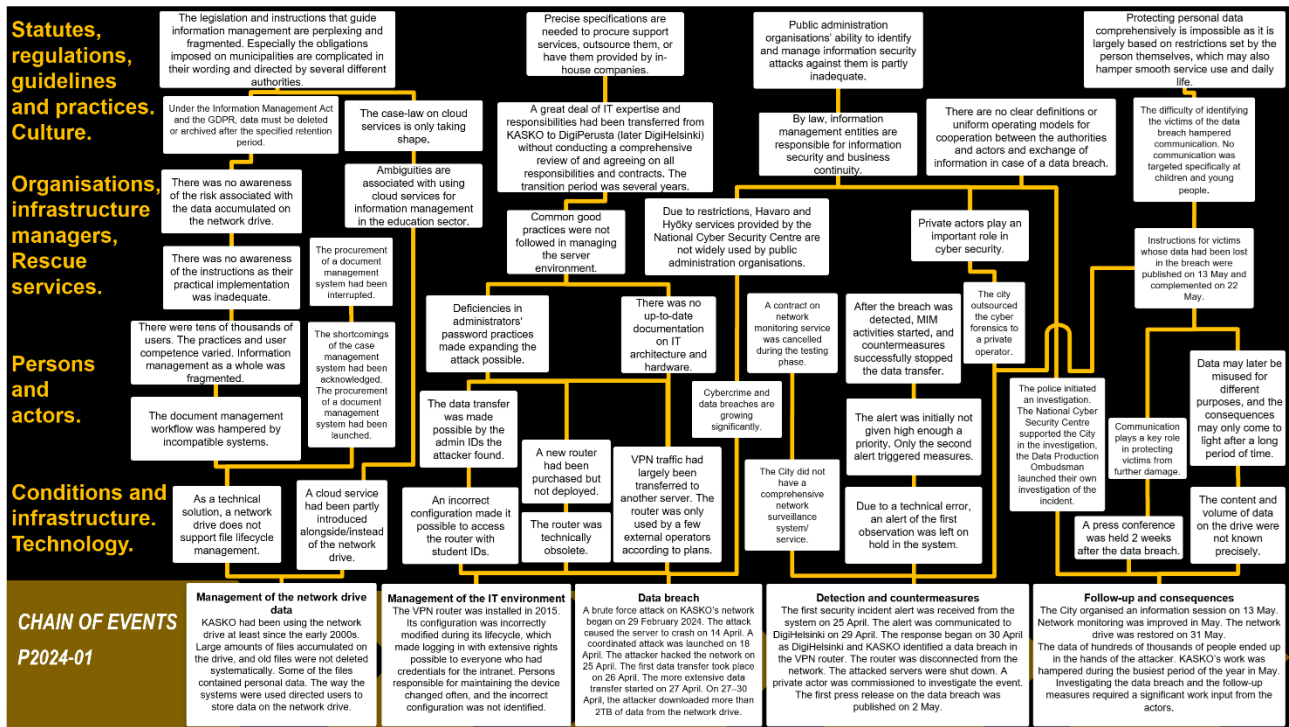 Statutes,
regulations,
guidelines
and practices.
Culture.
Organisations,
infrastructure
managers,
Rescue
services.
Persons
and
actors.
Conditions and
infrastructure.
Technology.
The legislation and instructions that guide
information management are perplexing and
fragmented. Especially the obligations
imposed on municipalities are complicated in
their wording and directed by several different
authorities.
Under the Information Management Act
and the GDPR, data must be deleted
or archived after the specified retention
period.
The case-law on cloud
services is only taking
shape.
There was no awareness
of the risk associated with
the data accumulated on
the network drive.
Ambiguities are
associated with using
cloud services for
information management
in the education sector.
There was no awareness
of the instructions as their
practical implementation
was inadequate.
The procurement
of a document
management
system had been
interrupted.
There were tens of thousands of
users. The practices and user
competence varied. Information
management as a whole was
fragmented.
The shortcomings
of the case
management
system had been
acknowledged.
The procurement
of a document
management
system had been
launched.
The document management
workflow was hampered by
incompatible systems.
As a technical
solution, a network
drive does not
support file lifecycle
management.
A cloud service
had been partly
introduced
alongside/instead
of the network
drive.
Precise specifications are
needed to procure support
services, outsource them, or
have them provided by in-
house companies.
A great deal of IT expertise and
responsibilities had been transferred from
KASKO to DigiPerusta (later DigiHelsinki)
without conducting a comprehensive
review of and agreeing on all
responsibilities and contracts. The
transition period was several years.
Common good
practices were not
followed in managing
the server
environment.
Deficiencies in
administrators'
password practices
made expanding the
attack possible.
There was no
up-to-date
documentation
on IT
architecture and
hardware.
The data transfer
was made
possible by the
admin IDs the
attacker found.
A new router
had been
purchased but
not deployed.
VPN traffic had
largely been
transferred to
another server. The
router was only
used by a few
external operators
according to plans.
An incorrect
configuration made it
possible to access
the router with
student IDs.
The router was
technically
obsolete.
Public administration
organisations' ability to identify
and manage information security
attacks against them is partly
inadequate.
By law, information
management entities are
responsible for information
security and business
continuity.
There are no clear definitions or
uniform operating models for
cooperation between the authorities
and actors and exchange of
information in case of a data breach.
Due to restrictions, Havaro and
Hyöky services provided by the
National Cyber Security Centre are
not widely used by public
administration organisations.
Private actors play an
important role in
cyber security.
A contract on
network
monitoring service
was cancelled
during the testing
phase.
After the breach was
detected, MIM
activities started, and
countermeasures
successfully stopped
the data transfer.
The city
outsourced
the cyber
forensics to
a private
operator.
Cybercrime and
data breaches are
growing
significantly.
The alert was initially not
given high enough a
priority. Only the second
alert triggered measures.
The City did not
have a
comprehensive
network
surveillance
system/
service.
Due to a technical error,
an alert of the first
observation was left on
hold in the system.
Protecting personal data
comprehensively is impossible as it is
largely based on restrictions set by the
person themselves, which may also
hamper smooth service use and daily
life.
The difficulty of identifying
the victims of the data
breach hampered
communication. No
communication was
targeted specifically at
children and young
people.
Instructions for victims
whose data had been lost
in the breach were
published on 13 May and
complemented on 22
May.
The police initiated
an investigation.
The National Cyber
Security Centre
supported the City
in the investigation,
the Data Production
Ombudsman
launched their own
investigation of the
incident.
Communication
plays a key role
in protecting
victims from
further damage.
Data may later be
misused for
different purposes,
and the
consequences
may only come to
light after a long
period of time.
A press conference
was held 2 weeks
after the data breach.
The content and
volume of data
on the drive were
not known
precisely.
CHAIN OF EVENTS
P2024-01
Management of the network drive
data
KASKO had been using the network
drive at least since the early 2000s.
Large amounts of files accumulated
on the drive, and old files were not deleted
systematically. Some of the files
contained personal data. The way the
systems were used directed users to
store data on the network drive.
Management of the IT environment
The VPN router was installed in 2015.
Its configuration was incorrectly
modified during its lifecycle, which
made logging in with extensive rights
possible to everyone who had
credentials for the intranet. Persons
responsible for maintaining the device
changed often, and the incorrect
configuration was not identified.
Data breach
A brute force attack on KASKO's network
began on 29 February 2024. The attack
caused the server to crash on 14 April. A
coordinated attack was launched on 18
April. The attacker hacked the network on
25 April. The first data transfer took place
on 26 April. The more extensive data
transfer started on 27 April. On 27–30
April, the attacker downloaded more than
2TB of data from the network drive.
Detection and countermeasures
The first security incident alert was received from the
system on 25 April. The alert was communicated to
DigiHelsinki on 29 April. The response began on 30 April
as DigiHelsinki and KASKO identified a data breach in
the VPN router. The router was disconnected from the
network. The attacked servers were shut down. A
private actor was commissioned to investigate the event.
The first press release on the data breach was
published on 2 May.
Follow-up and consequences
The City organised an information session on 13 May.
Network monitoring was improved in May. The network
drive was restored on 31 May.
The data of hundreds of thousands of people ended up
in the hands of the attacker. KASKO's work was
hampered during the busiest period of the year in May.
Investigating the data breach and the follow-up
measures required a significant work input from the
actors.